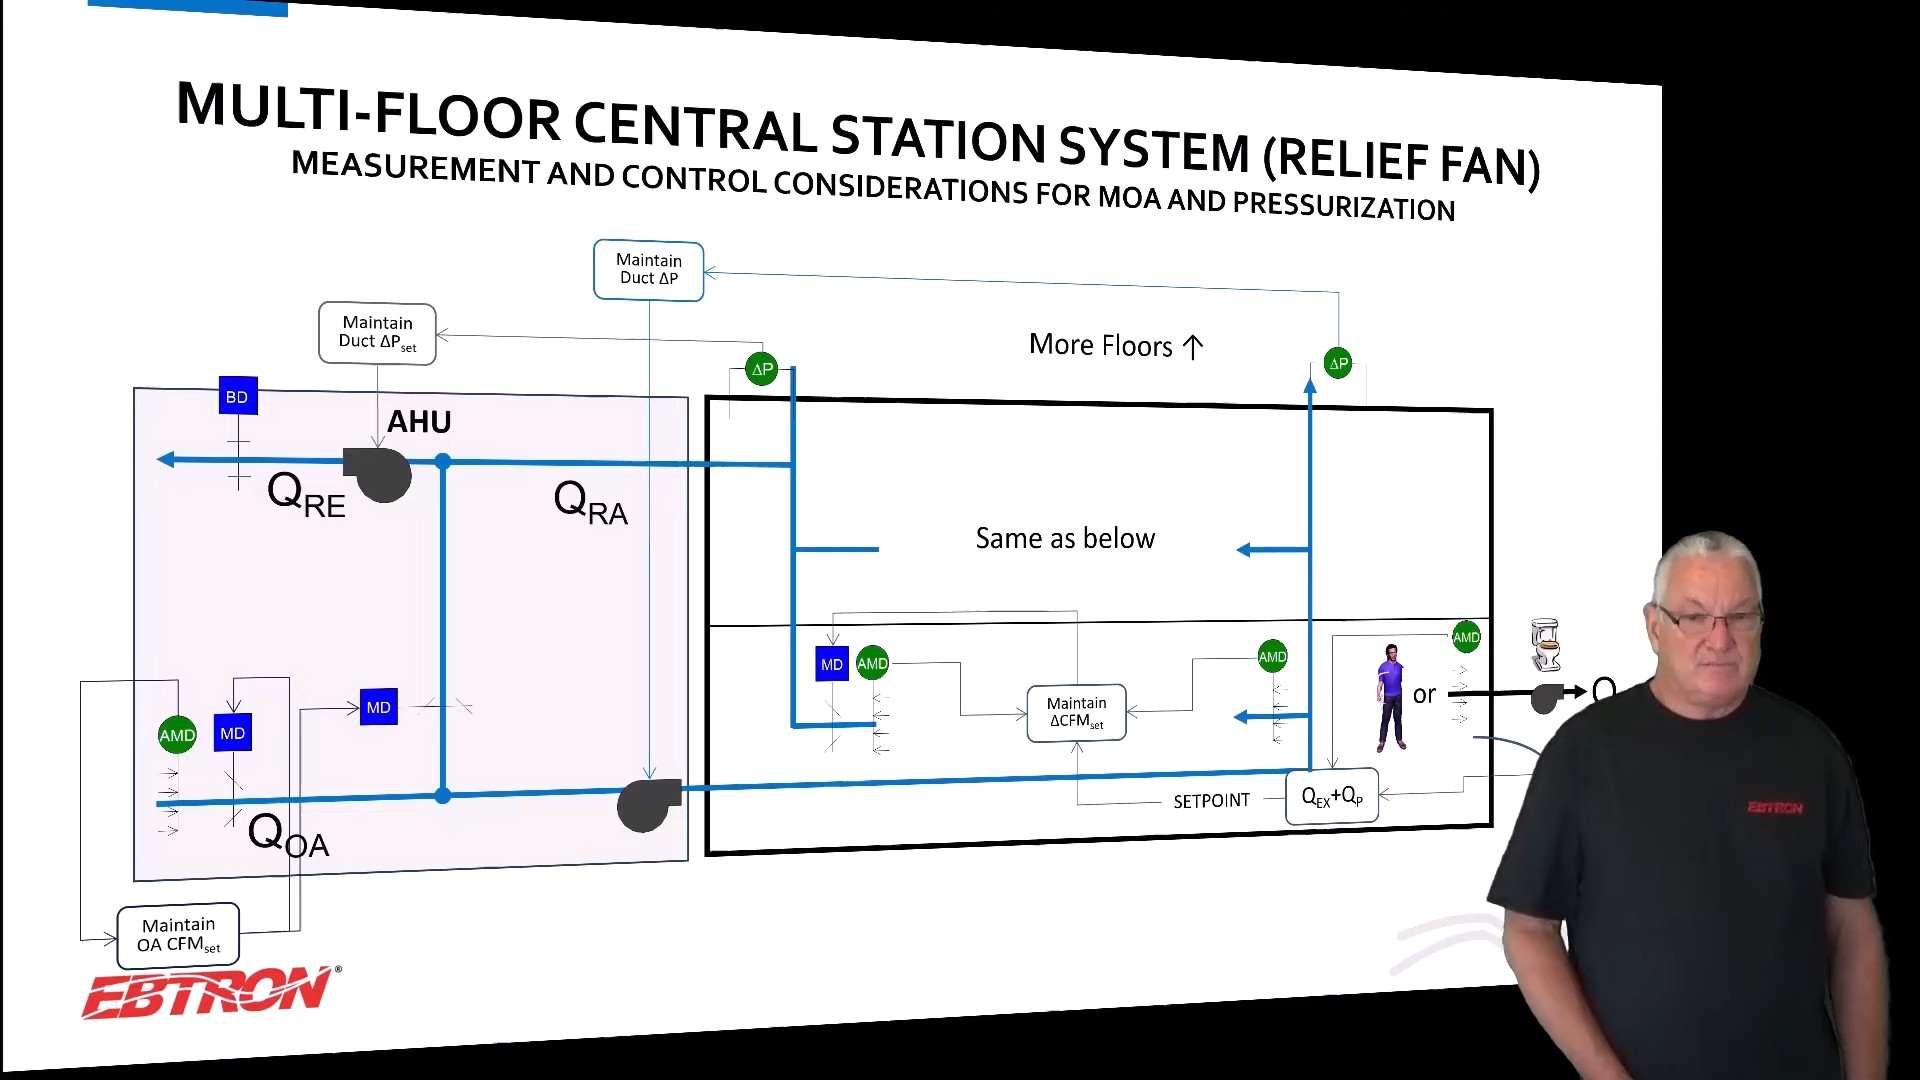 MULTI-FLOOR CENTRAL STATION SYSTEM (RELIEF FAN)
MEASUREMENT AND CONTROL CONSIDERATIONS FOR MOA AND PRESSURIZATION
Maintain
Duct ΔP
Maintain
Duct ΔPset
More Floors ↑
ΔP
ΔP
BD
AHU
QRE
QRA
Same as below
AMD
MD
AMD
AMD
MD
Maintain
ΔCFMset
or
Q
MD
AMD
QOA
SETPOINT
QEX+QP
EBTRON
Maintain
OA CFMset
EBTRON®